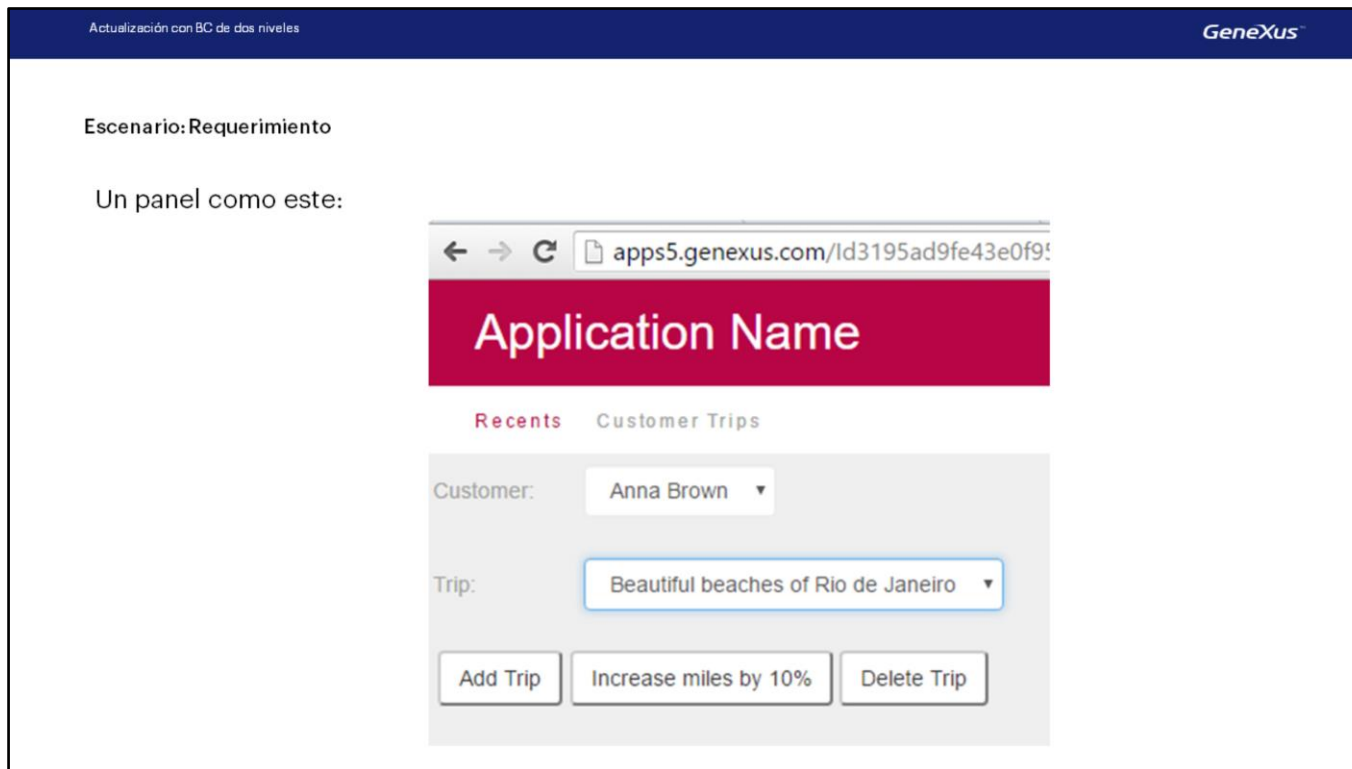 Actualización con BC de dos niveles
GeneXus™
Escenario: Requerimiento
Un panel como este:
apps5.genexus.com/Id3195ad9fe43e0f95
Application Name
Recents Customer Trips
Customer: Anna Brown
Trip: Beautiful beaches of Rio de Janeiro
Add Trip Increase miles by 10% Delete Trip